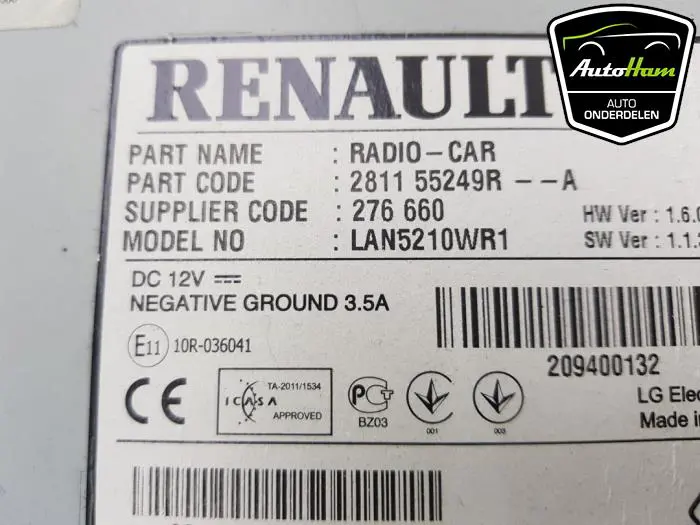 AutoHam
AUTO
ONDERDELEN
RENAULT
PART NAME : RADIO-CAR
PART CODE : 2811 55249R --A
SUPPLIER CODE : 276 660
HW Ver : 1.6.
MODEL NO : LAN5210WR1
SW Ver : 1.1.
DC 12V
NEGATIVE GROUND 3.5A
E11 10R-036041
209400132
CE
ICASA
TA-2011/1534
APPROVED
PCT
BZ03
001
003
LG Elec
Made in